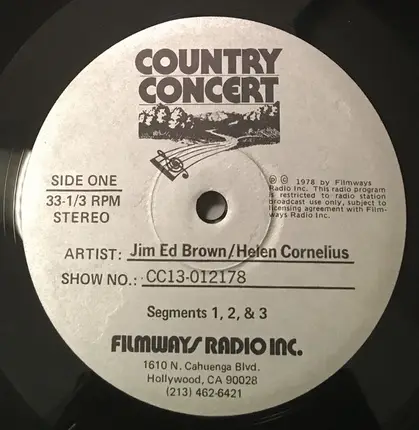 COUNTRY
CONCERT
SIDE ONE
33-1/3 RPM
STEREO
℗ © 1978 by Filmways
Radio Inc. This radio program
is restricted to radio station
broadcast use only, subject to
licensing agreement with Film-
ways Radio Inc.
ARTIST: Jim Ed Brown/Helen Cornelius
SHOW NO.: CC13-012178
Segments 1, 2, & 3
FILMWAYS RADIO INC.
1610 N. Cahuenga Blvd.
Hollywood, CA 90028
(213) 462-6421